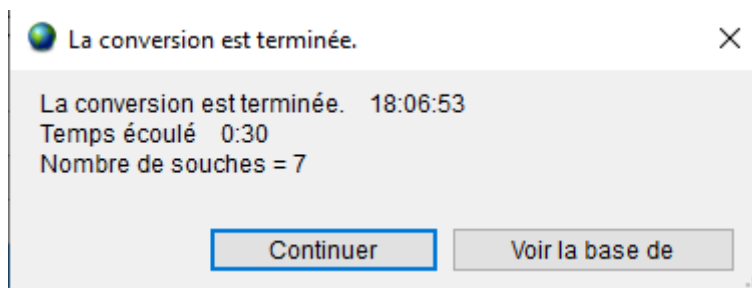 La conversion est terminée.
La conversion est terminée. 18:06:53
Temps écoulé 0:30
Nombre de souches = 7
Continuer
Voir la base de